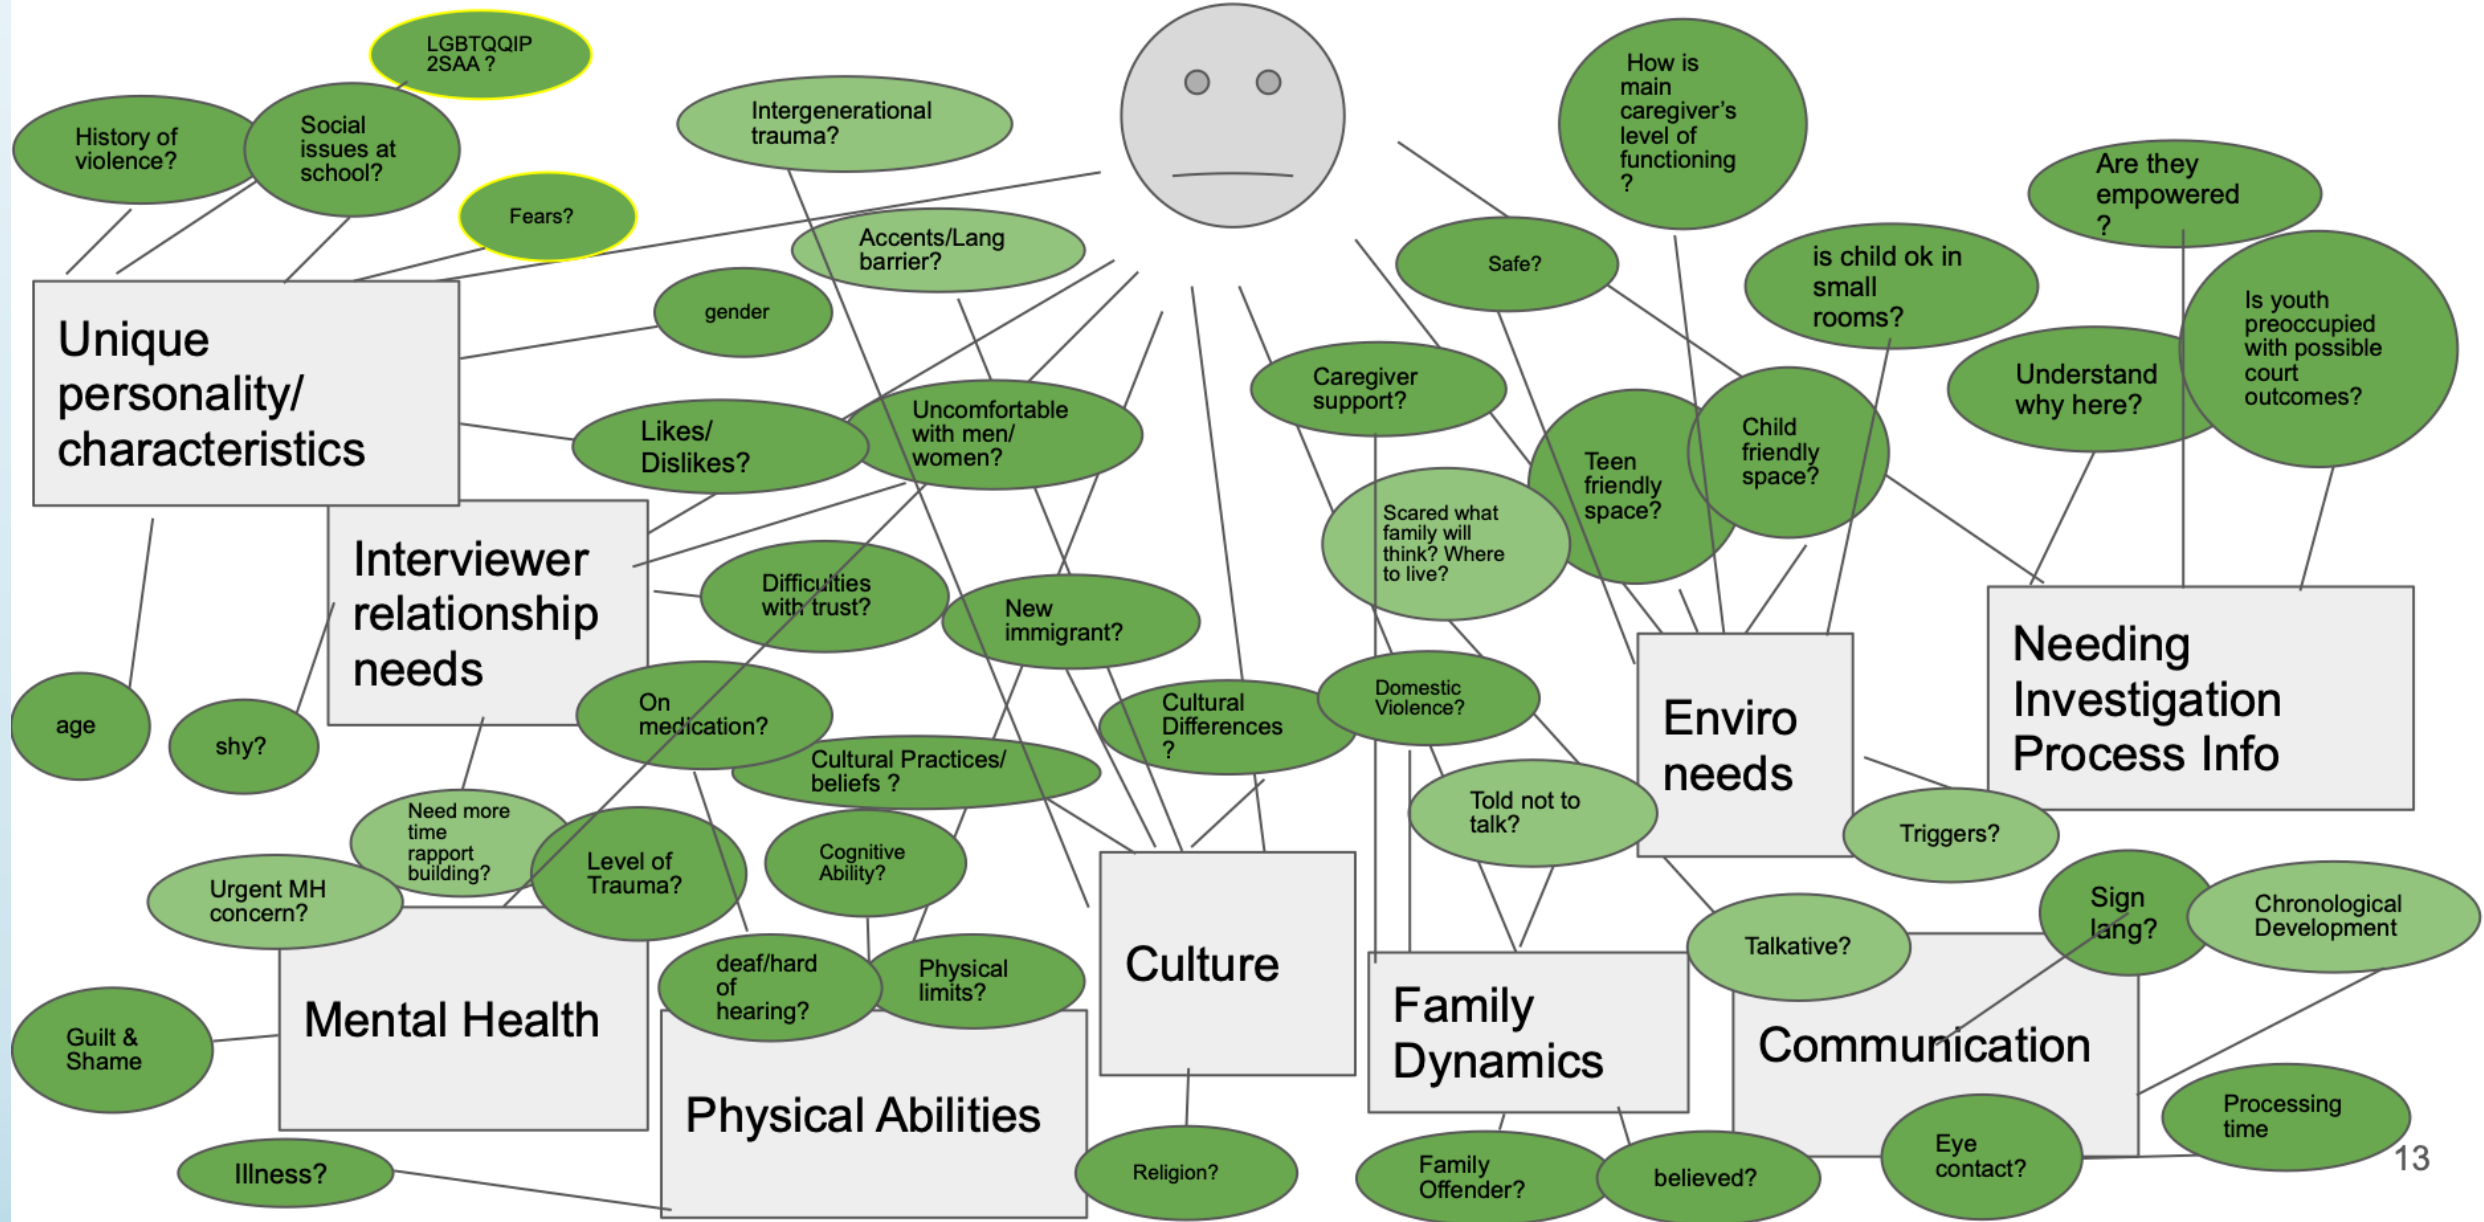 LGBTQQIP
2SAA ?
History of
violence?
Social
issues at
school?
Fears?
Intergenerational
trauma?
Accents/Lang
barrier?
gender
How is
main
caregiver's
level of
functioning
?
Safe?
is child ok in
small
rooms?
Are they
empowered
?
Is youth
preoccupied
with possible
court
outcomes?
Understand
why here?
Unique
personality/
characteristics
Likes/
Dislikes?
Uncomfortable
with men/
women?
Caregiver
support?
Teen
friendly
space?
Child
friendly
space?
Scared what
family will
think? Where
to live?
Interviewer
relationship
needs
Difficulties
with trust?
New
immigrant?
age
shy?
On
medication?
Cultural Practices/
beliefs ?
Cultural
Differences
?
Domestic
Violence?
Enviro
needs
Needing
Investigation
Process Info
Told not to
talk?
Triggers?
Need more
time
rapport
building?
Urgent MH
concern?
Level of
Trauma?
Cognitive
Ability?
deaf/hard
of
hearing?
Physical
limits?
Talkative?
Sign
lang?
Chronological
Development
Guilt &
Shame
Mental Health
Physical Abilities
Culture
Family
Dynamics
Communication
Illness?
Religion?
Family
Offender?
believed?
Eye
contact?
Processing
time
13